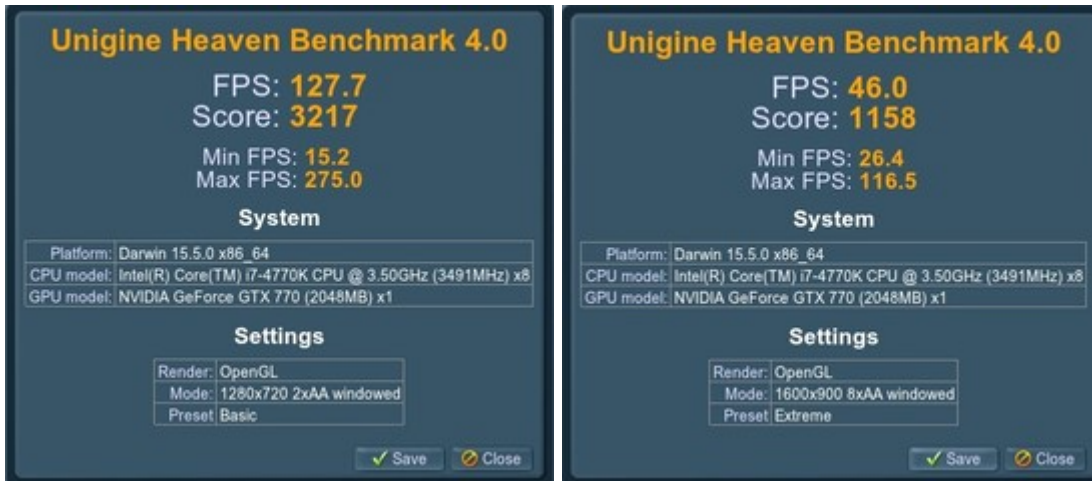 Unigine Heaven Benchmark 4.0
FPS: 127.7
Score: 3217
Min FPS: 15.2
Max FPS: 275.0
System
Platform: Darwin 15.5.0 x86_64
CPU model: Intel(R) Core(TM) i7-4770K CPU @ 3.50GHz (3491MHz) x8
GPU model: NVIDIA GeForce GTX 770 (2048MB) x1
Settings
Render: OpenGL
Mode: 1280x720 2xAA windowed
Preset Basic
Save Close
Unigine Heaven Benchmark 4.0
FPS: 46.0
Score: 1158
Min FPS: 26.4
Max FPS: 116.5
System
Platform: Darwin 15.5.0 x86_64
CPU model: Intel(R) Core(TM) i7-4770K CPU @ 3.50GHz (3491MHz) x8
GPU model: NVIDIA GeForce GTX 770 (2048MB) x1
Settings
Render: OpenGL
Mode: 1600x900 8xAA windowed
Preset Extreme
Save Close